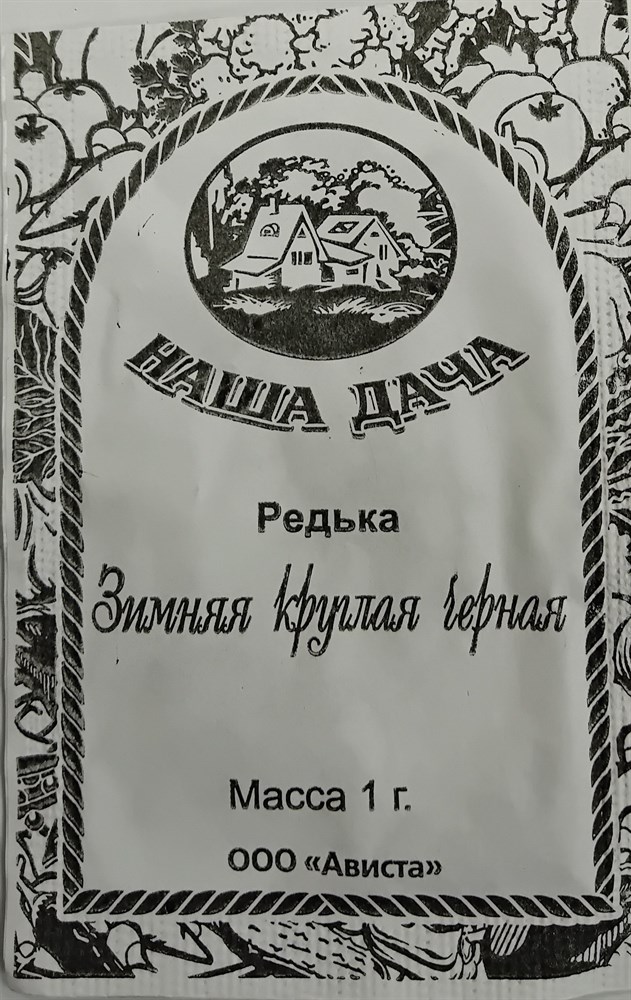 НАША ДАЧА
Редька
Зимняя круглая черная
Масса 1 г.
ООО «Ависта»